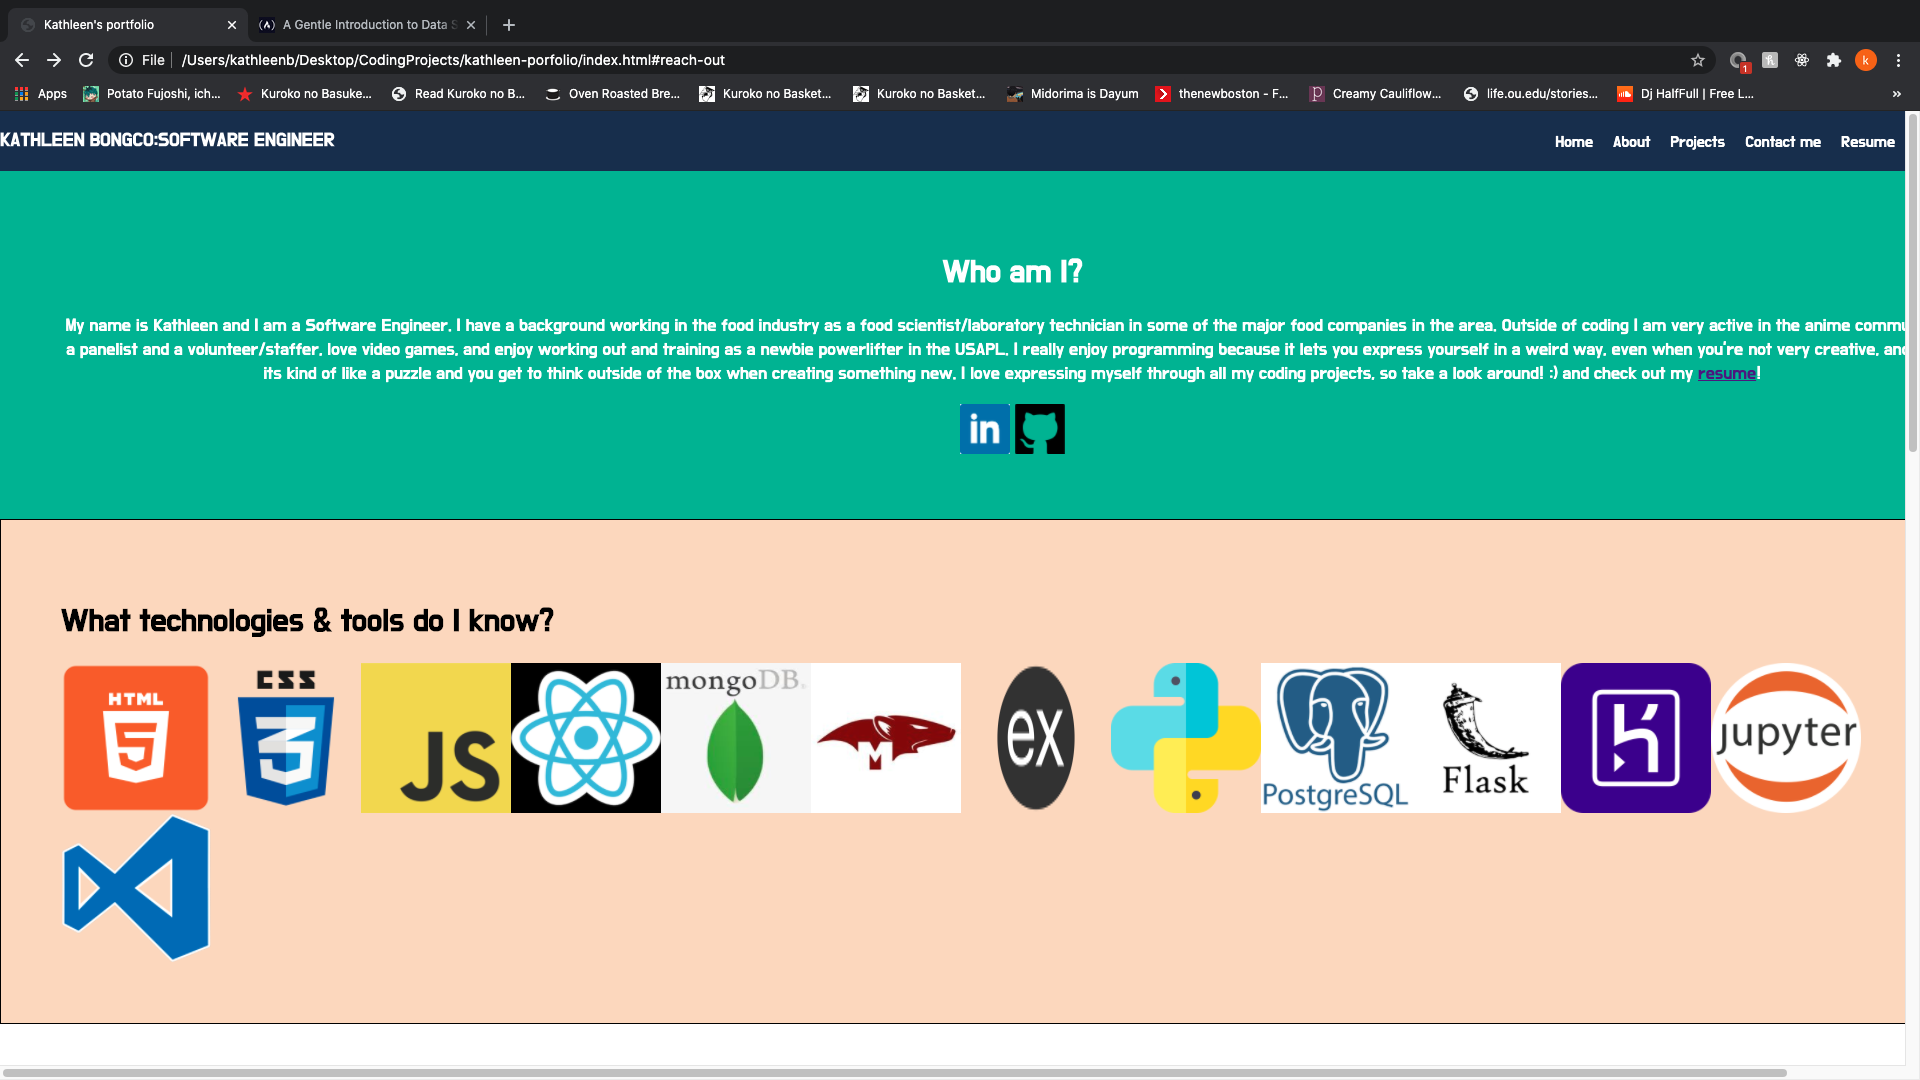 Kathleen's portfolio
A Gentle Introduction to Data S
File
/Users/kathleenb/Desktop/CodingProjects/kathleen-porfolio/index.html#reach-out
1
k
Apps
Potato Fujoshi, ich...
Kuroko no Basuke...
Read Kuroko no B...
Oven Roasted Bre...
Kuroko no Basket...
Kuroko no Basket...
Midorima is Dayum
thenewboston - F...
Creamy Cauliflow...
life.ou.edu/stories...
Dj HalfFull | Free L...
KATHLEEN BONGCO:SOFTWARE ENGINEER
Home
About
Projects
Contact me
Resume
Who am I?
My name is Kathleen and I am a Software Engineer. I have a background working in the food industry as a food scientist/laboratory technician in some of the major food companies in the area. Outside of coding I am very active in the anime commu
a panelist and a volunteer/staffer, love video games, and enjoy working out and training as a newbie powerlifter in the USAPL. I really enjoy programming because it lets you express yourself in a weird way, even when you're not very creative, and
its kind of like a puzzle and you get to think outside of the box when creating something new. I love expressing myself through all my coding projects, so take a look around! :) and check out my resume!
in
What technologies & tools do I know?
HTML
5
CSS
3
JS
mongoDB.
M
ex
PostgreSQL
Flask
jupyter